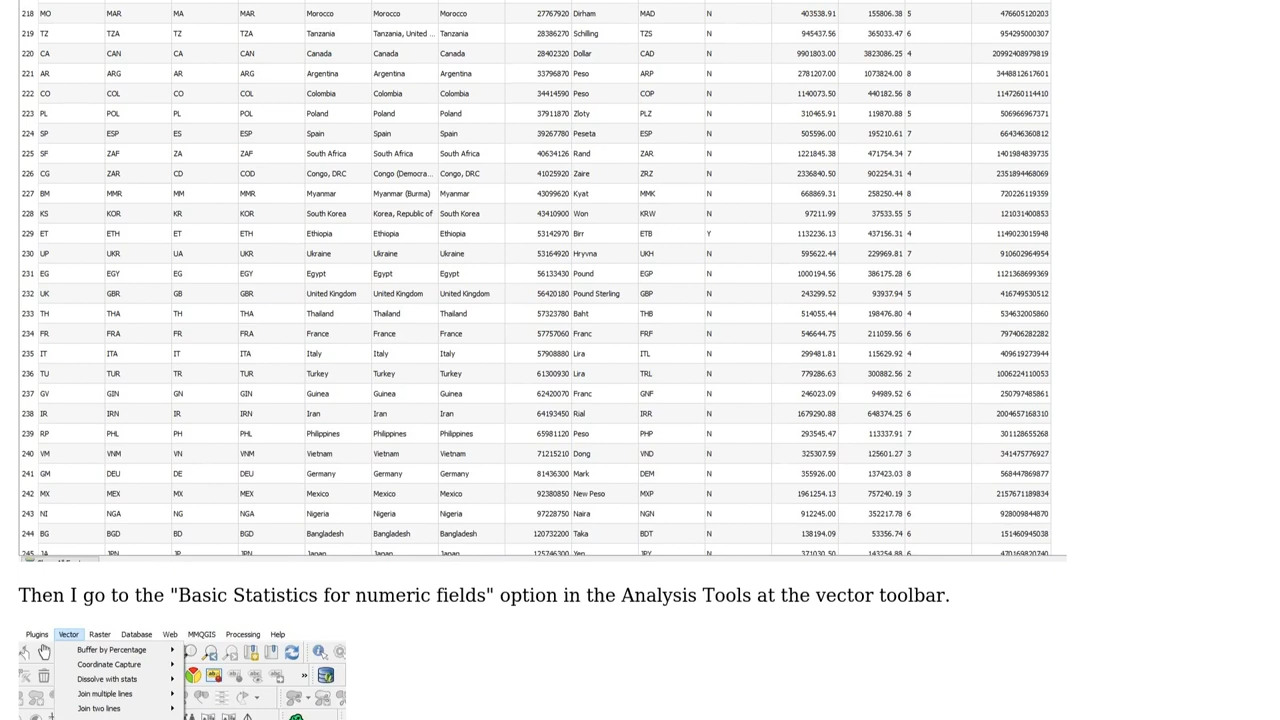 218 MO MAR MA MAR Morocco Morocco Morocco 27767920 Dirham MAD N 403538.91 155806.38 5 476605120203
219 TZ TZA TZ TZA Tanzania Tanzania, United ... Tanzania 28386270 Schilling TZS N 945437.56 365033.47 6 954295000307
220 CA CAN CA CAN Canada Canada Canada 28402320 Dollar CAD N 9901803.00 3823086.25 4 20992408979819
221 AR ARG AR ARG Argentina Argentina Argentina 33796870 Peso ARP N 2781207.00 1073824.00 8 3448812617601
222 CO COL CO COL Colombia Colombia Colombia 34414590 Peso COP N 1140073.50 440182.56 8 1147260114410
223 PL POL PL POL Poland Poland Poland 37911870 Zloty PLZ N 310465.91 119870.88 5 506966967371
224 SP ESP ES ESP Spain Spain Spain 39267780 Peseta ESP N 505596.00 195210.61 7 664346360812
225 SF ZAF ZA ZAF South Africa South Africa South Africa 40634126 Rand ZAR N 1221845.38 471754.34 7 1401984839735
226 CG ZAR CD COD Congo, DRC Congo (Democra... Congo, DRC 41025920 Zaire ZRZ N 2336840.50 902254.31 4 2351894468069
227 BM MMR MM MMR Myanmar Myanmar (Burma) Myanmar 43099620 Kyat MMK N 668869.31 258250.44 8 720226119359
228 KS KOR KR KOR South Korea Korea, Republic of South Korea 43410900 Won KRW N 97211.99 37533.55 5 121031400853
229 ET ETH ET ETH Ethiopia Ethiopia Ethiopia 53142970 Birr ETB Y 1132236.13 437156.31 4 1149023015948
230 UP UKR UA UKR Ukraine Ukraine Ukraine 53164920 Hryvna UKH N 595622.44 229969.81 7 910602964954
231 EG EGY EG EGY Egypt Egypt Egypt 56133430 Pound EGP N 1000194.56 386175.28 6 1121368699369
232 UK GBR GB GBR United Kingdom United Kingdom United Kingdom 56420180 Pound Sterling GBP N 243299.52 93937.94 5 416749530512
233 TH THA TH THA Thailand Thailand Thailand 57323780 Baht THB N 514055.44 198476.80 4 534632005860
234 FR FRA FR FRA France France France 57757060 Franc FRF N 546644.75 211059.56 6 797406282282
235 IT ITA IT ITA Italy Italy Italy 57908880 Lira ITL N 299481.81 115629.92 4 409619273944
236 TU TUR TR TUR Turkey Turkey Turkey 61300930 Lira TRL N 779286.63 300882.56 2 1006224110053
237 GV GIN GN GIN Guinea Guinea Guinea 62420070 Franc GNF N 246023.09 94989.52 6 250797485861
238 IR IRN IR IRN Iran Iran Iran 64193450 Rial IRR N 1679290.88 648374.25 6 2004657168310
239 RP PHL PH PHL Philippines Philippines Philippines 65981120 Peso PHP N 293545.47 113337.91 7 301128655268
240 VM VNM VN VNM Vietnam Vietnam Vietnam 71215210 Dong VND N 325307.59 125601.27 3 341475776927
241 GM DEU DE DEU Germany Germany Germany 81436300 Mark DEM N 355926.00 137423.03 8 568447869877
242 MX MEX MX MEX Mexico Mexico Mexico 92380850 New Peso MXP N 1961254.13 757240.19 3 2157671189834
243 NI NGA NG NGA Nigeria Nigeria Nigeria 97228750 Naira NGN N 912245.00 352217.78 6 928009844870
244 BG BGD BD BGD Bangladesh Bangladesh Bangladesh 120732200 Taka BDT N 138194.09 53356.74 6 151460945038
245 JA JPN JP JPN Japan Japan Japan 125746300 Yen JPY N 371030.50 143254.88 6 470169820740
Then I go to the "Basic Statistics for numeric fields" option in the Analysis Tools at the vector toolbar.
Plugins Vector Raster Database Web MMQGIS Processing Help
Buffer by Percentage
Coordinate Capture
Dissolve with stats
Join multiple lines
Join two lines